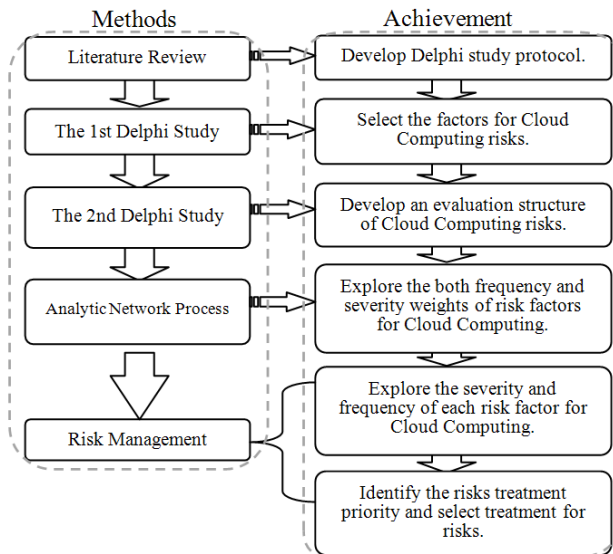 Methods
Achievement
Literature Review
Develop Delphi study protocol.
The 1st Delphi Study
Select the factors for Cloud
Computing risks.
The 2nd Delphi Study
Develop an evaluation structure
of Cloud Computing risks.
Analytic Network Process
Explore the both frequency and
severity weights of risk factors
for Cloud Computing.
Risk Management
Explore the severity and
frequency of each risk factor for
Cloud Computing.
Identify the risks treatment
priority and select treatment for
risks.